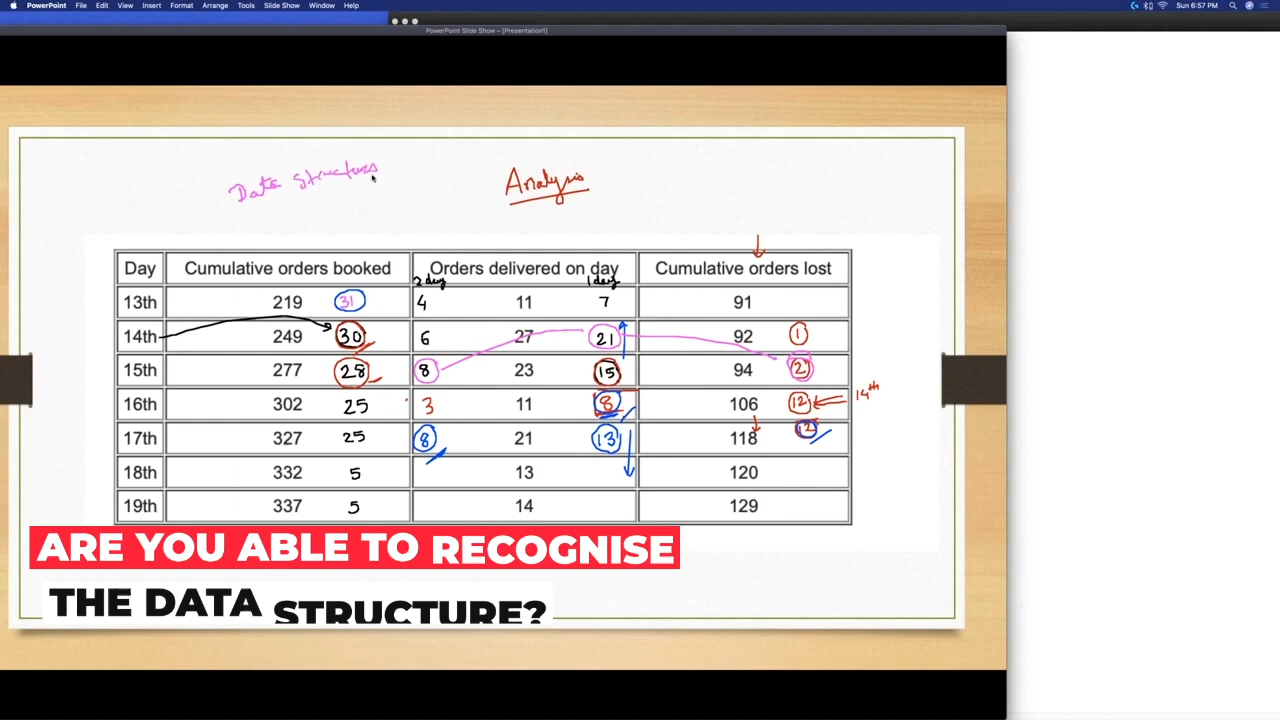 PowerPoint File Edit View Insert Format Arrange Tools Slide Show Window Help Sun 6:57 PM
PowerPoint Slide Show – [Presentation1]
Data Structures Analysis
Day Cumulative orders booked Orders delivered on day Cumulative orders lost
2 day 1 day
13th 219 31 4 11 7 91
14th 249 30 6 27 21 92 1
15th 277 28 8 23 15 94 2
16th 302 25 3 11 8 106 12 14th
17th 327 25 8 21 13 118 12
18th 332 5 13 120
19th 337 5 14 129
ARE YOU ABLE TO RECOGNISE
THE DATA STRUCTURE?